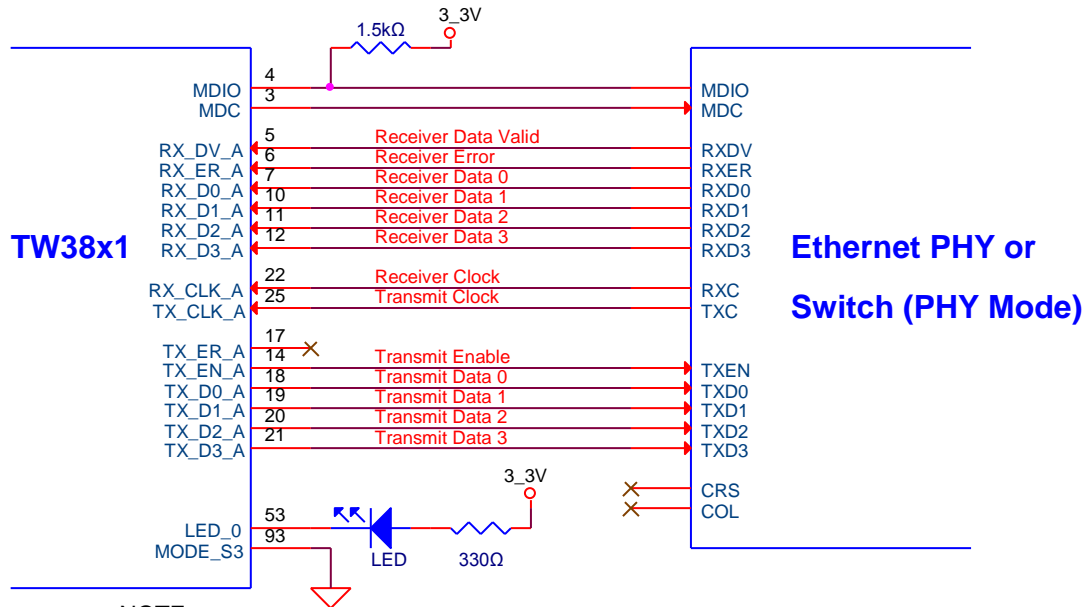 3_3V
1.5kΩ
4
MDIO
MDIO
3
MDC
MDC
5
Receiver Data Valid
RX_DV_A
RXDV
6
Receiver Error
RX_ER_A
RXER
7
Receiver Data 0
RX_D0_A
RXD0
10
Receiver Data 1
RX_D1_A
RXD1
11
Receiver Data 2
RX_D2_A
RXD2
12
Receiver Data 3
RX_D3_A
RXD3
TW38x1
Ethernet PHY or
Switch (PHY Mode)
22
Receiver Clock
RX_CLK_A
RXC
25
Transmit Clock
TX_CLK_A
TXC
17
TX_ER_A
14
Transmit Enable
TX_EN_A
TXEN
18
Transmit Data 0
TX_D0_A
TXD0
19
Transmit Data 1
TX_D1_A
TXD1
20
Transmit Data 2
TX_D2_A
TXD2
21
Transmit Data 3
TX_D3_A
TXD3
3_3V
CRS
COL
53
LED_0
93
MODE_S3
LED
330Ω